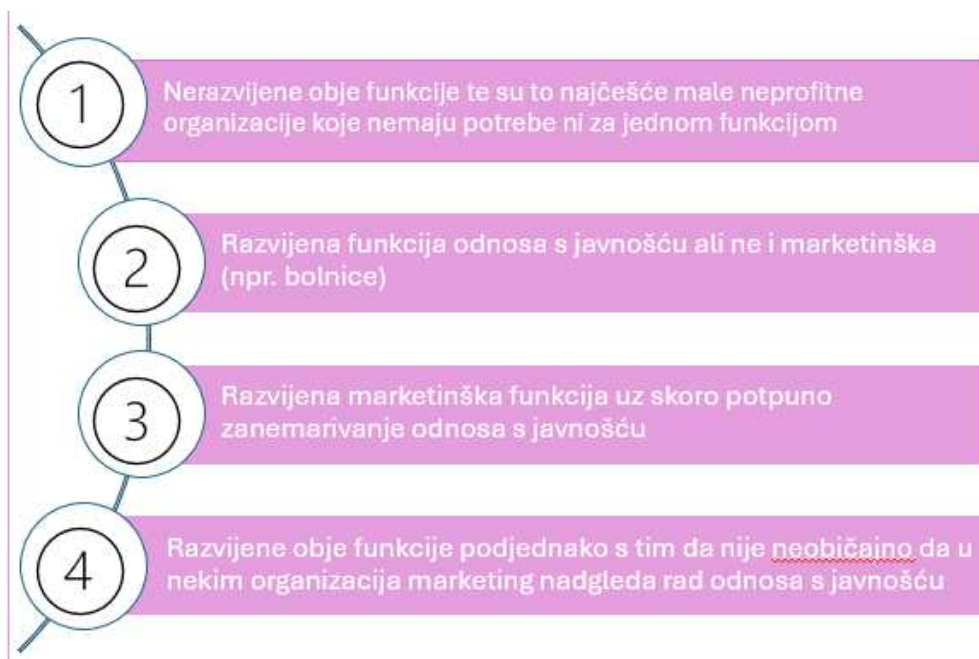 1
Nerazvijene obje funkcije te su to najčešće male neprofitne
organizacije koje nemaju potrebe ni za jednom funkcijom
2
Razvijena funkcija odnosa s javnošću ali ne i marketinška
(npr. bolnice)
3
Razvijena marketinška funkcija uz skoro potpuno
zanemarivanje odnosa s javnošću
4
Razvijene obje funkcije podjednako s tim da nije neobičajno da u
nekim organizacija marketing nadgleda rad odnosa s javnošću